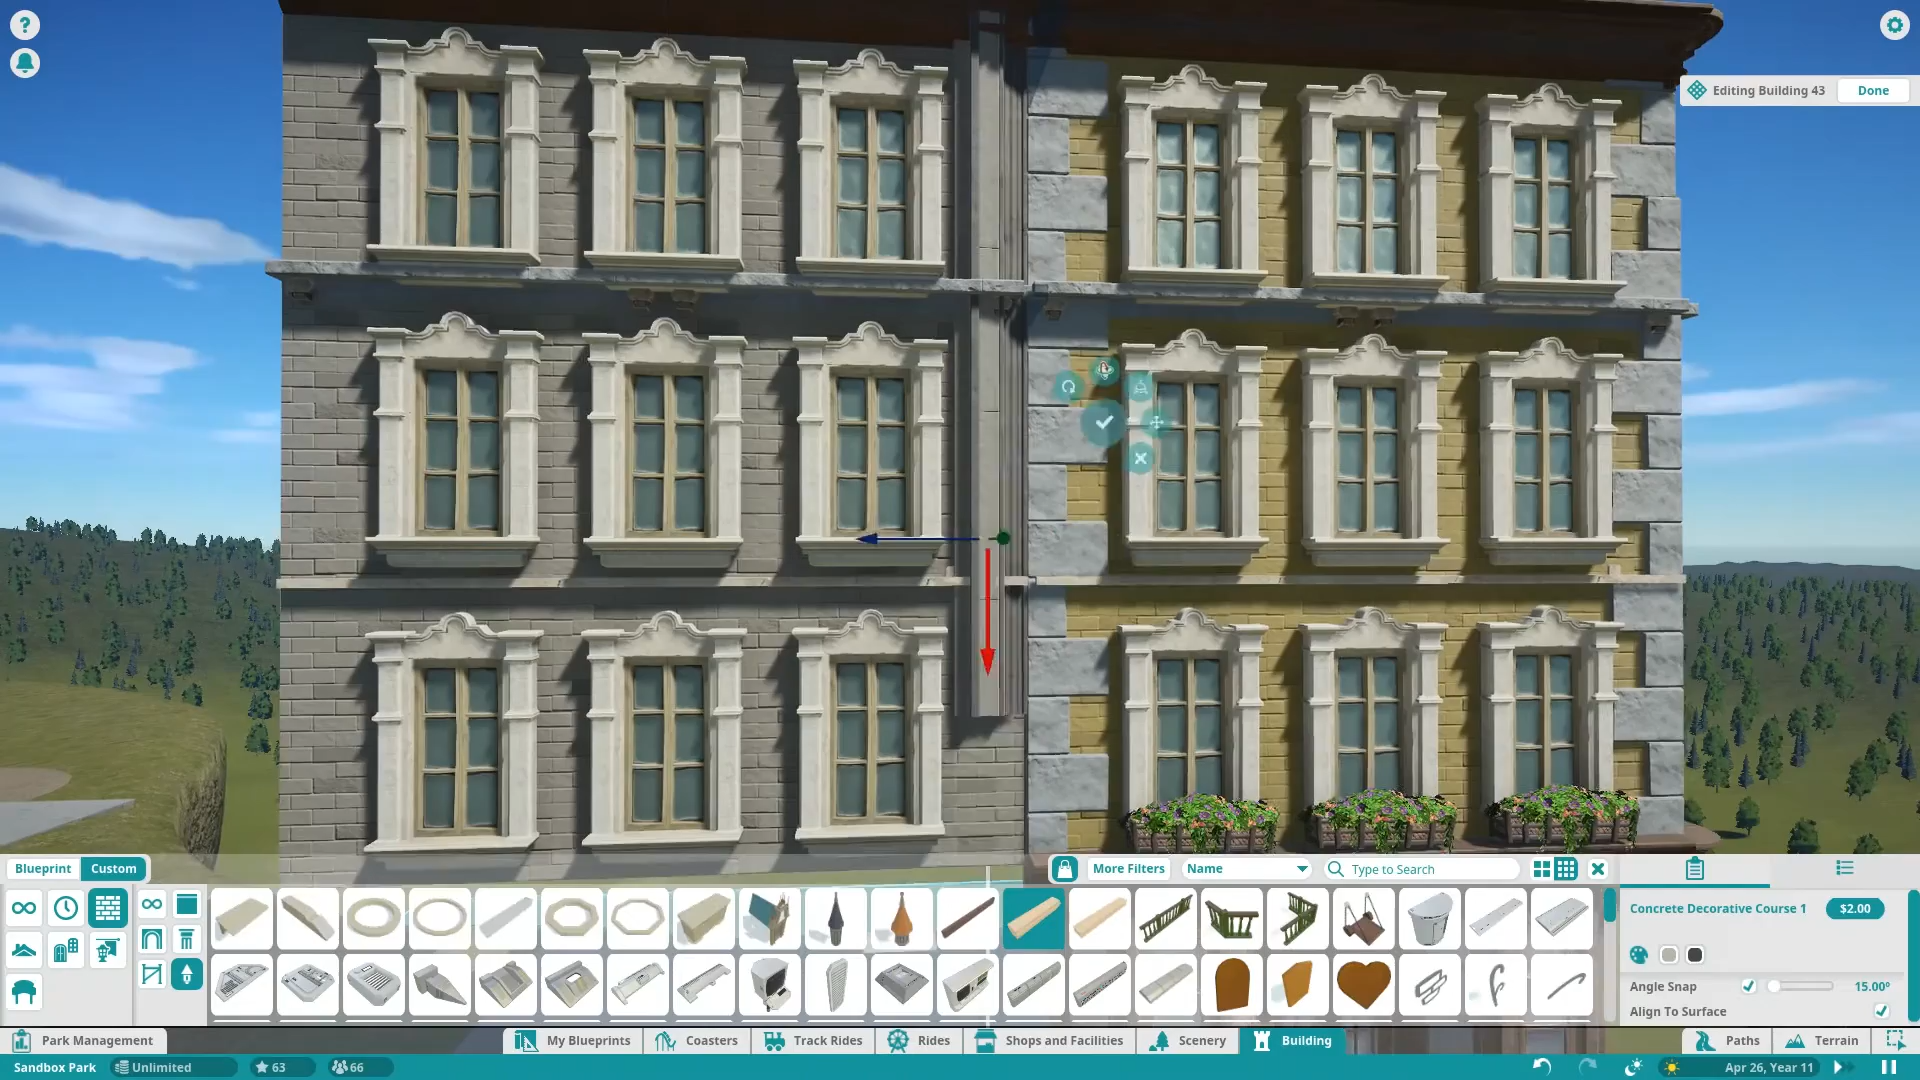 ?
Editing Building 43 Done
Blueprint Custom
More Filters Name Type to Search
Concrete Decorative Course 1 $2.00
Angle Snap 15.00°
Align To Surface
Park Management My Blueprints Coasters Track Rides Rides Shops and Facilities Scenery Building Paths Terrain
Sandbox Park Unlimited 63 66 Apr 26, Year 11